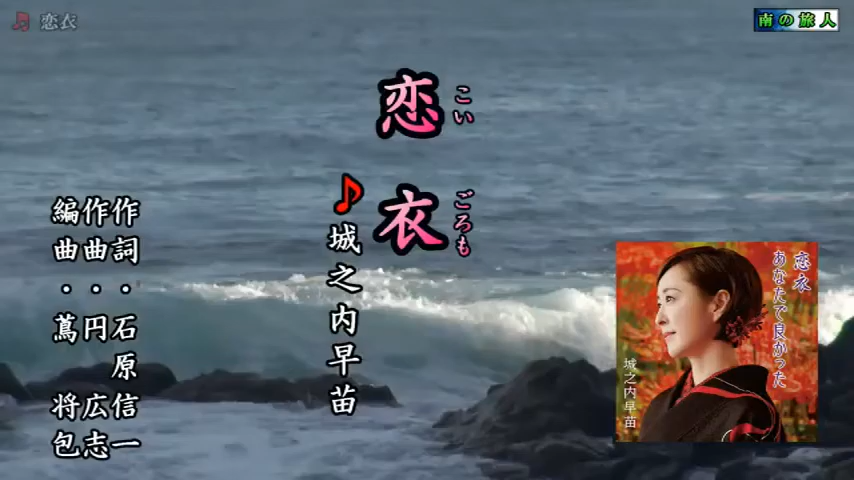 ♪ 恋衣
南の旅人
恋衣
こいごろも
♪城之内早苗
作詞・石原信一
作曲・円広志
編曲・蔦将包
恋衣
あなたで良かった
城之内早苗